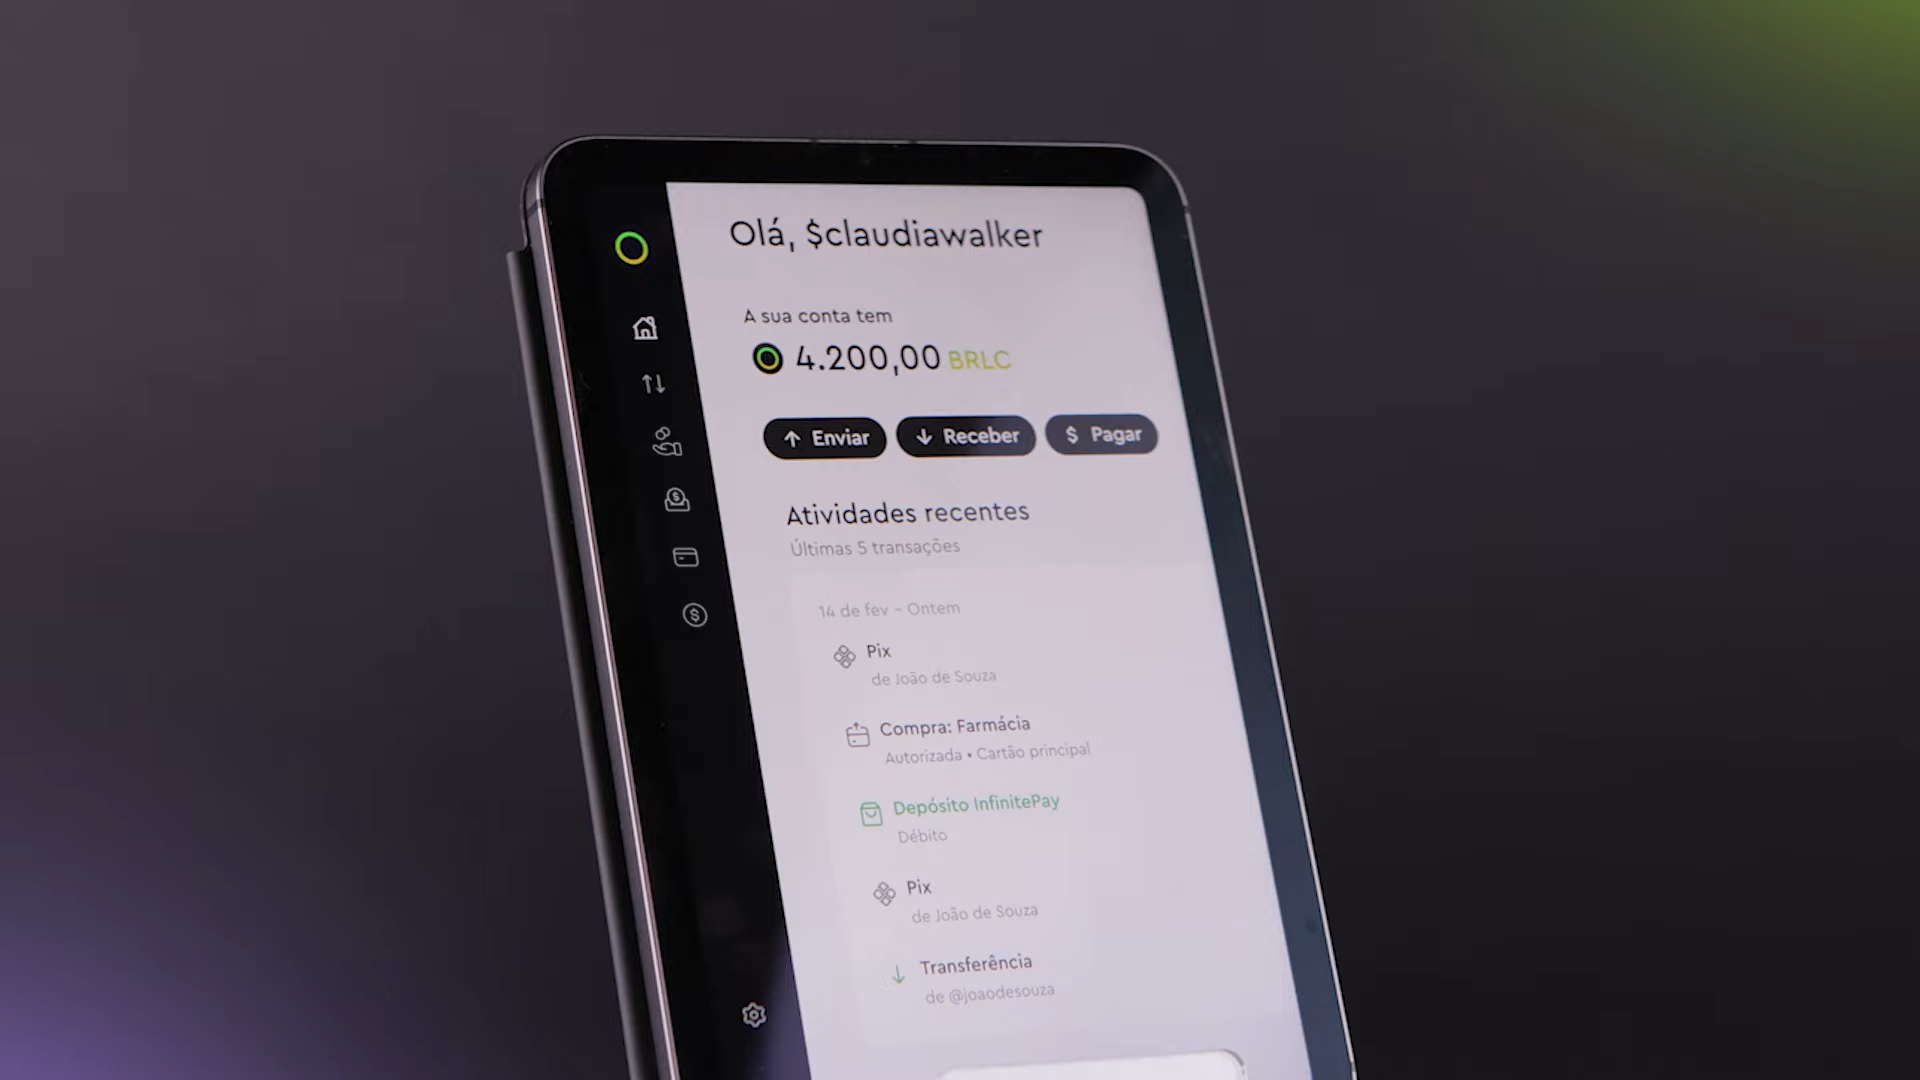 Olá, $claudiawalker
A sua conta tem
4.200,00 BRLC
Enviar
Receber
$ Pagar
Atividades recentes
Últimas 5 transações
14 de fev - Ontem
Pix
de João de Souza
Compra: Farmácia
Autorizada • Cartão principal
Depósito InfinitePay
Débito
Pix
de João de Souza
Transferência
de @joaodesouza